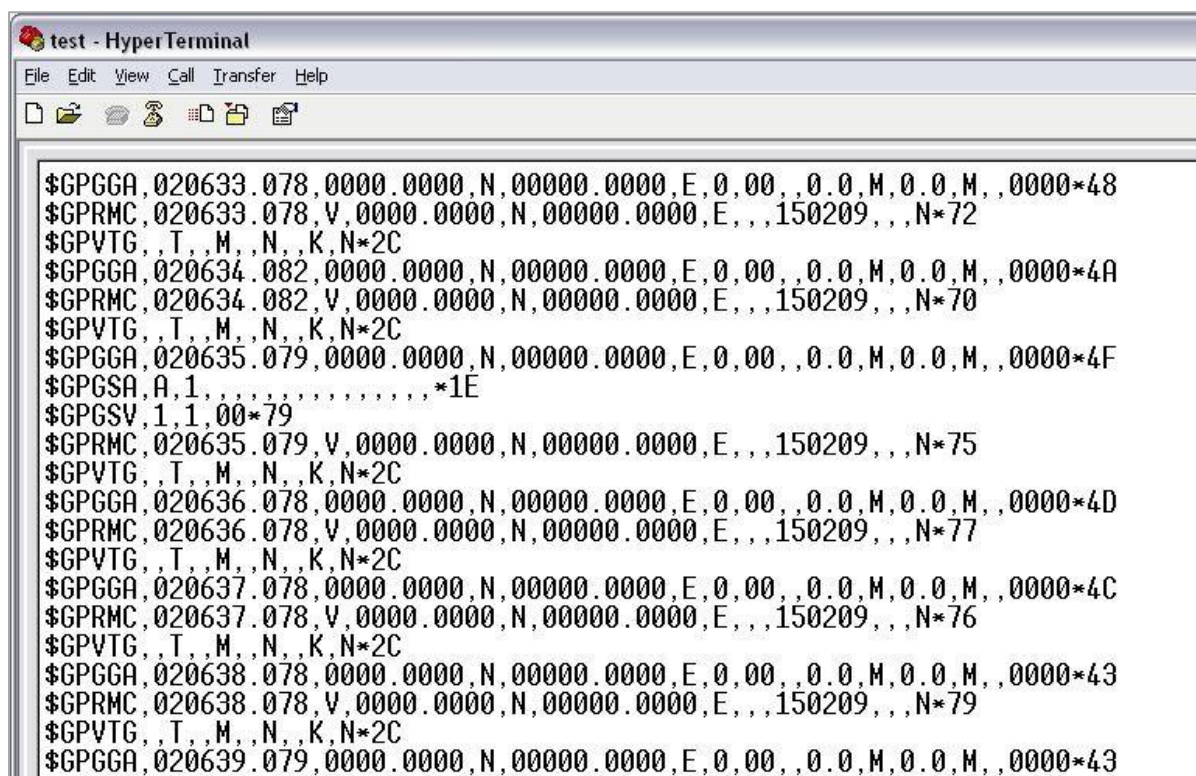 test - HyperTerminal
File Edit View Call Transfer Help
$GPGGA,020633.078,0000.0000,N,00000.0000,E,0,00,,0.0,M,0.0,M,,0000*48
$GPRMC,020633.078,V,0000.0000,N,00000.0000,E,,,150209,,,N*72
$GPVTG,,T,,M,,N,,K,N*2C
$GPGGA,020634.082,0000.0000,N,00000.0000,E,0,00,,0.0,M,0.0,M,,0000*4A
$GPRMC,020634.082,V,0000.0000,N,00000.0000,E,,,150209,,,N*70
$GPVTG,,T,,M,,N,,K,N*2C
$GPGGA,020635.079,0000.0000,N,00000.0000,E,0,00,,0.0,M,0.0,M,,0000*4F
$GPGSA,A,1,,,,,,,,,,,,,,,*1E
$GPGSV,1,1,00*79
$GPRMC,020635.079,V,0000.0000,N,00000.0000,E,,,150209,,,N*75
$GPVTG,,T,,M,,N,,K,N*2C
$GPGGA,020636.078,0000.0000,N,00000.0000,E,0,00,,0.0,M,0.0,M,,0000*4D
$GPRMC,020636.078,V,0000.0000,N,00000.0000,E,,,150209,,,N*77
$GPVTG,,T,,M,,N,,K,N*2C
$GPGGA,020637.078,0000.0000,N,00000.0000,E,0,00,,0.0,M,0.0,M,,0000*4C
$GPRMC,020637.078,V,0000.0000,N,00000.0000,E,,,150209,,,N*76
$GPVTG,,T,,M,,N,,K,N*2C
$GPGGA,020638.078,0000.0000,N,00000.0000,E,0,00,,0.0,M,0.0,M,,0000*43
$GPRMC,020638.078,V,0000.0000,N,00000.0000,E,,,150209,,,N*79
$GPVTG,,T,,M,,N,,K,N*2C
$GPGGA,020639.079,0000.0000,N,00000.0000,E,0,00,,0.0,M,0.0,M,,0000*43